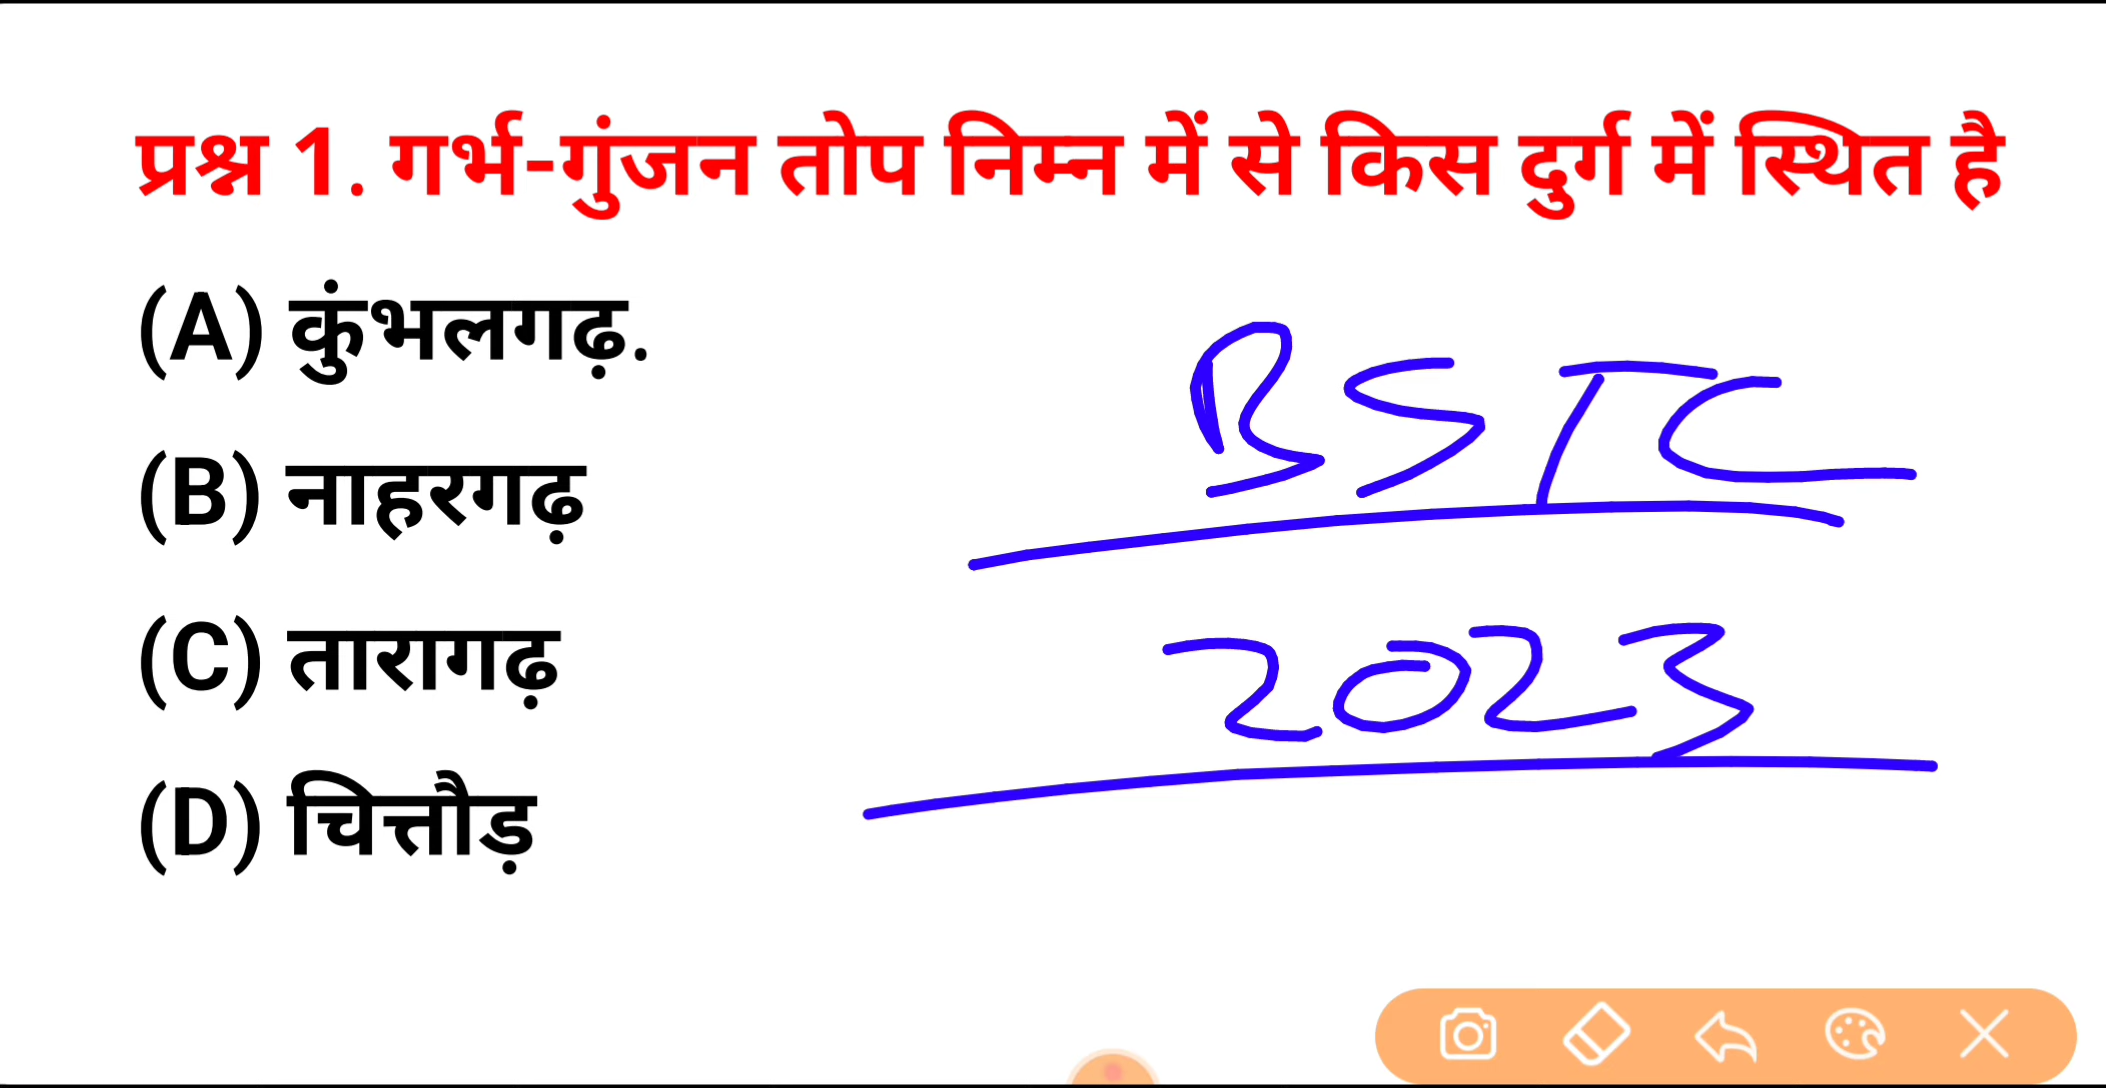 प्रश्न 1. गर्भ-गुंजन तोप निम्न में से किस दुर्ग में स्थित है
(A) कुंभलगढ़.
(B) नाहरगढ़
(C) तारागढ़
(D) चित्तौड़
BSTC
2023